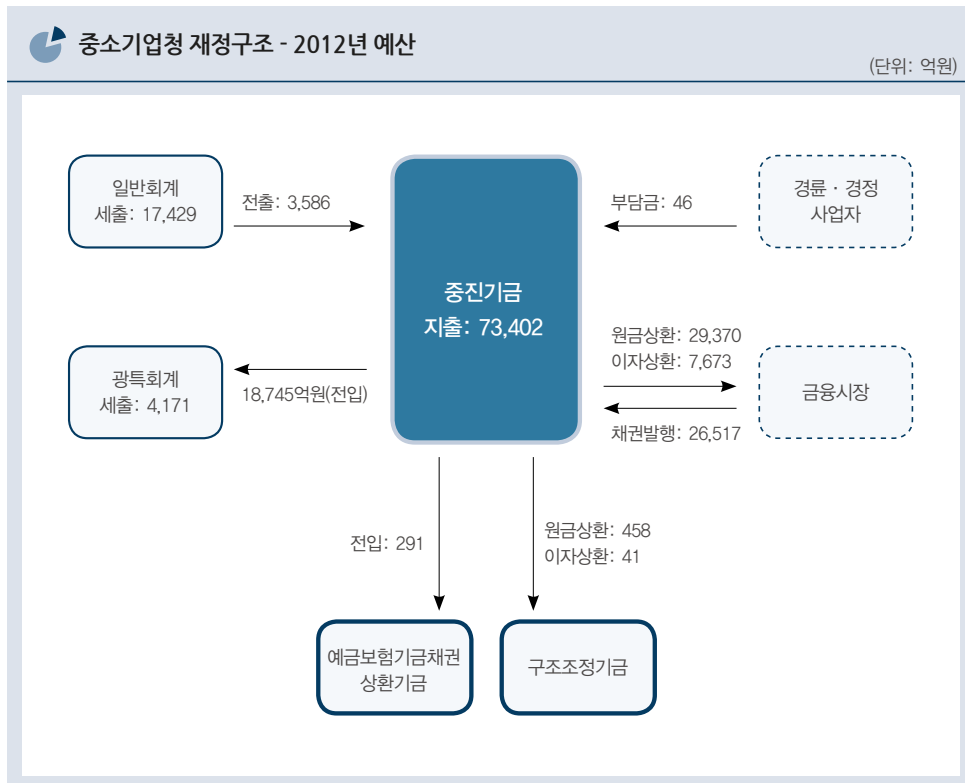 중소기업청 재정구조 - 2012년 예산
(단위: 억원)
일반회계
세출: 17,429
전출: 3,586
중진기금
지출: 73,402
부담금: 46
경륜 · 경정
사업자
광특회계
세출: 4,171
18,745억원(전입)
원금상환: 29,370
이자상환: 7,673
채권발행: 26,517
금융시장
전입: 291
원금상환: 458
이자상환: 41
예금보험기금채권
상환기금
구조조정기금